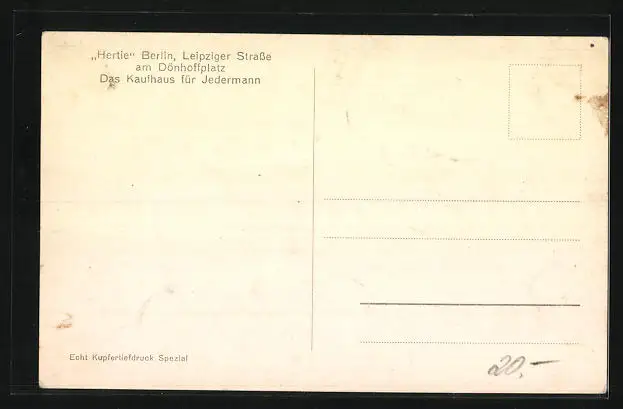 „Hertie“ Berlin, Leipziger Straße
am Dönhoffplatz
Das Kaufhaus für Jedermann
Echt Kupfertiefdruck Spezial
20,-